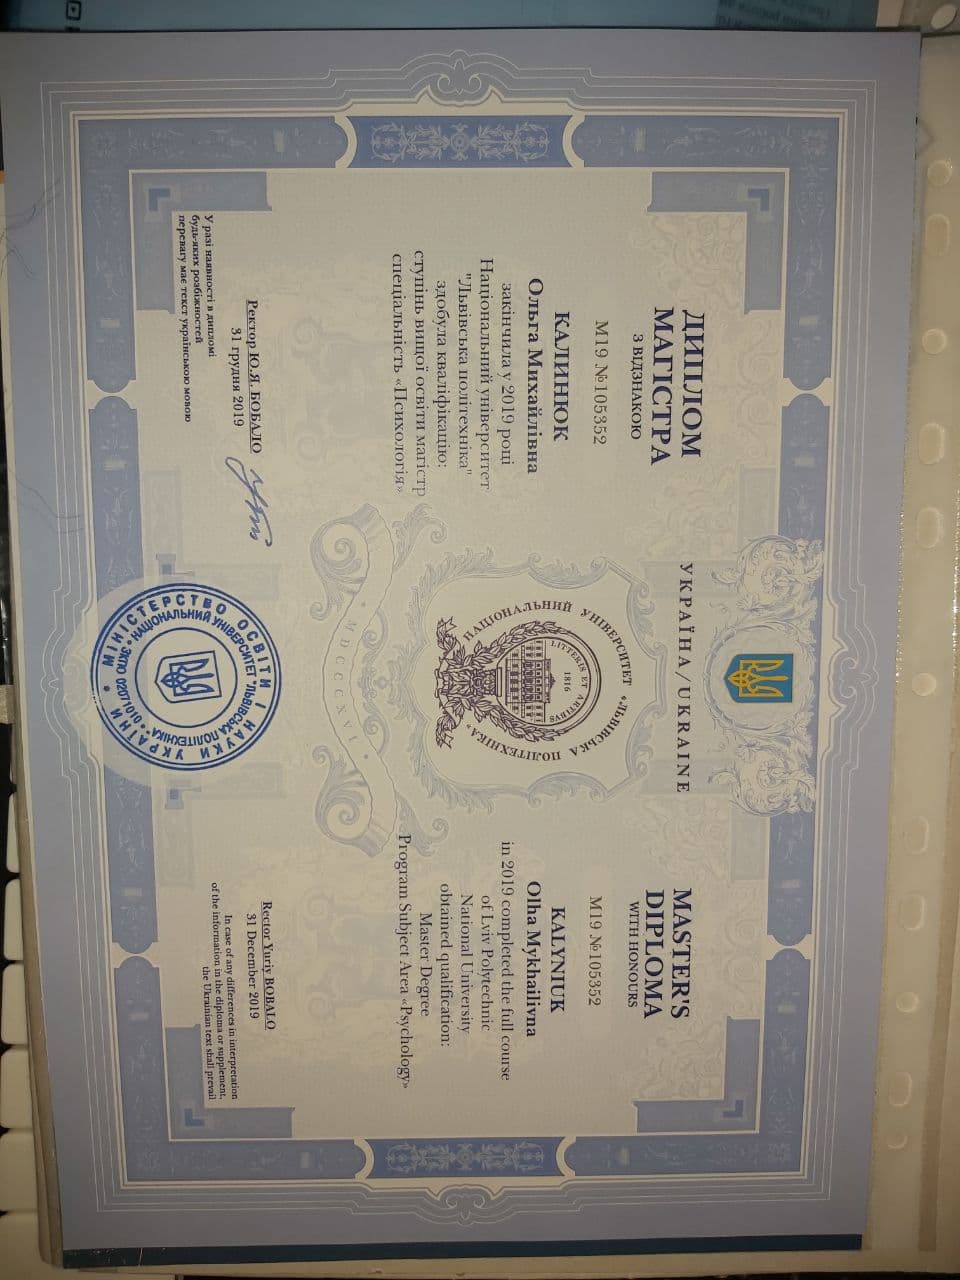 УКРАЇНА/UKRAINE
ДИПЛОМ
МАГІСТРА
З ВІДЗНАКОЮ
М19 №105352
КАЛИНЮК
Ольга Михайлівна
закінчила у 2019 році
Національний університет
"Львівська політехніка"
здобула кваліфікацію:
ступінь вищої освіти магістр
спеціальність «Психологія»
Ректор Ю.Я. БОБАЛО
31 грудня 2019
У разі наявності в дипломі
будь-яких розбіжностей
перевагу має текст українською мовою
НАЦІОНАЛЬНИЙ УНІВЕРСИТЕТ «ЛЬВІВСЬКА ПОЛІТЕХНІКА»
LITTERIS ET ARTIBVS
1816
MDCCCXVI
МІНІСТЕРСТВО ОСВІТИ І НАУКИ УКРАЇНИ
НАЦІОНАЛЬНИЙ УНІВЕРСИТЕТ "ЛЬВІВСЬКА ПОЛІТЕХНІКА"
02071010
MASTER'S
DIPLOMA
WITH HONOURS
М19 №105352
KALYNIUK
Olha Mykhailivna
in 2019 completed the full course
of Lviv Polytechnic
National University
obtained qualification:
Master Degree
Program Subject Area «Psychology»
Rector Yuriy BOBALO
31 December 2019
In case of any differences in interpretation
of the information in the diploma or supplement,
the Ukrainian text shall prevail